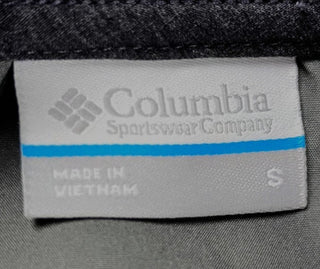 Columbia
Sportswear Company
MADE IN
VIETNAM
S